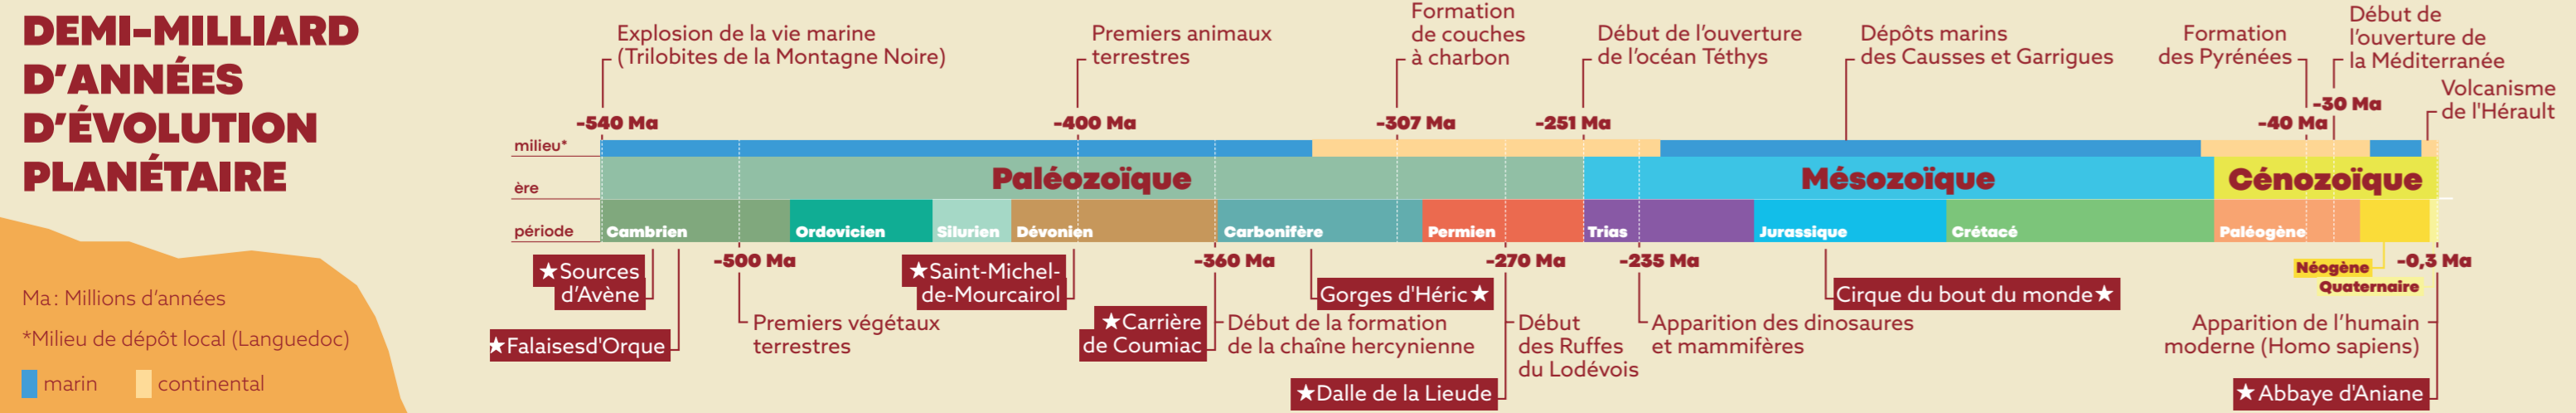 DEMI-MILLIARD
D'ANNÉES
D'ÉVOLUTION
PLANÉTAIRE
Ma : Millions d'années
*Milieu de dépôt local (Languedoc)
marin
continental
Explosion de la vie marine
(Trilobites de la Montagne Noire)
Premiers animaux
terrestres
Formation
de couches
à charbon
Début de l'ouverture
de l'océan Téthys
Dépôts marins
des Causses et Garrigues
Formation
des Pyrénées
Début de
l'ouverture de
la Méditerranée
Volcanisme
de l'Hérault
-540 Ma
-400 Ma
-307 Ma
-251 Ma
-40 Ma
-30 Ma
milieu*
ère
Paléozoïque
Mésozoïque
Cénozoïque
période
Cambrien
Ordovicien
Silurien
Dévonien
Carbonifère
Permien
Trias
Jurassique
Crétacé
Paléogène
Néogène
Quaternaire
-500 Ma
-360 Ma
-270 Ma
-235 Ma
-0,3 Ma
★Sources
d'Avène
★Falaisesd'Orque
Premiers végétaux
terrestres
★Saint-Michel-
de-Mourcairol
★Carrière
de Coumiac
Début de la formation
de la chaîne hercynienne
Gorges d'Héric★
★Dalle de la Lieude
Début
des Ruffes
du Lodévois
Apparition des dinosaures
et mammifères
Cirque du bout du monde★
Apparition de l'humain
moderne (Homo sapiens)
★Abbaye d'Aniane